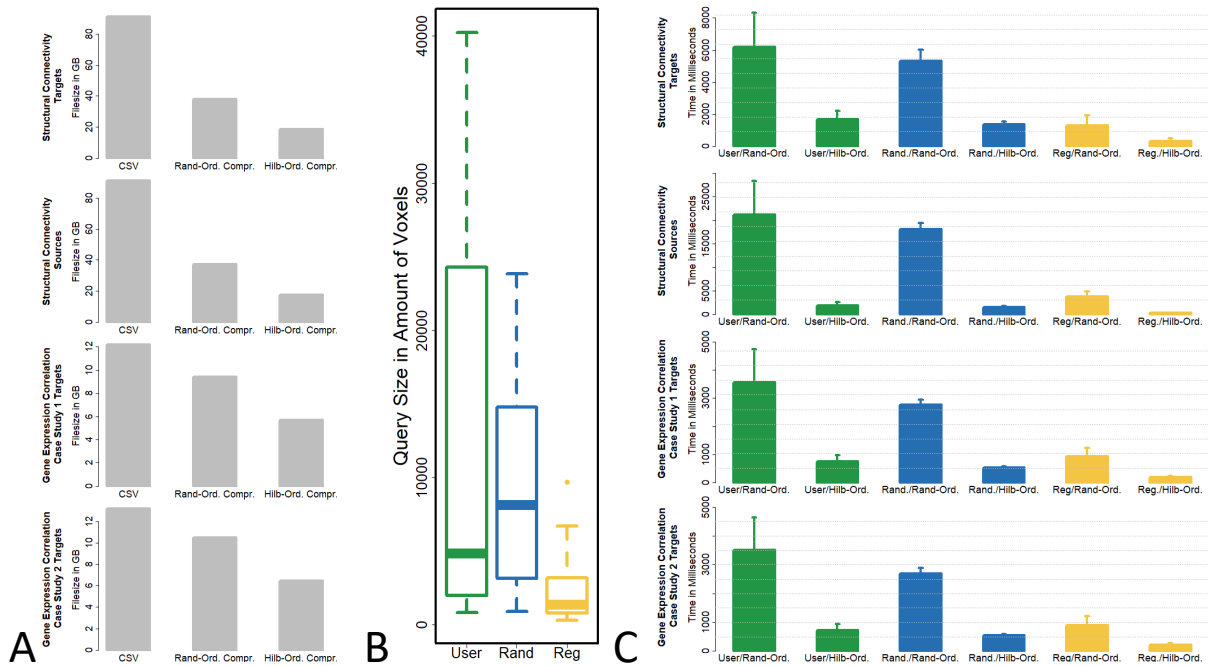 Structural Connectivity
Targets
Filesize in GB
0 20 40 60 80
CSV Rand-Ord. Compr. Hilb-Ord. Compr.
Structural Connectivity
Sources
Filesize in GB
0 20 40 60 80
CSV Rand-Ord. Compr. Hilb-Ord. Compr.
Gene Expression Correlation
Case Study 1 Targets
Filesize in GB
0 2 4 6 8 10 12
CSV Rand-Ord. Compr. Hilb-Ord. Compr.
Gene Expression Correlation
Case Study 2 Targets
Filesize in GB
0 2 4 6 8 10 12
CSV Rand-Ord. Compr. Hilb-Ord. Compr.
A
Query Size in Amount of Voxels
0 10000 20000 30000 40000
User Rand Reg
B
Structural Connectivity
Targets
Time in Milliseconds
0 2000 4000 6000 8000
User/Rand-Ord. User/Hilb-Ord. Rand./Rand-Ord. Rand./Hilb-Ord. Reg/Rand-Ord. Reg./Hilb-Ord.
Structural Connectivity
Sources
Time in Milliseconds
0 5000 15000 25000
User/Rand-Ord. User/Hilb-Ord. Rand./Rand-Ord. Rand./Hilb-Ord. Reg/Rand-Ord. Reg./Hilb-Ord.
Gene Expression Correlation
Case Study 1 Targets
Time in Milliseconds
0 1000 3000 5000
User/Rand-Ord. User/Hilb-Ord. Rand./Rand-Ord. Rand./Hilb-Ord. Reg/Rand-Ord. Reg./Hilb-Ord.
Gene Expression Correlation
Case Study 2 Targets
Time in Milliseconds
0 1000 3000 5000
User/Rand-Ord. User/Hilb-Ord. Rand./Rand-Ord. Rand./Hilb-Ord. Reg/Rand-Ord. Reg./Hilb-Ord.
C